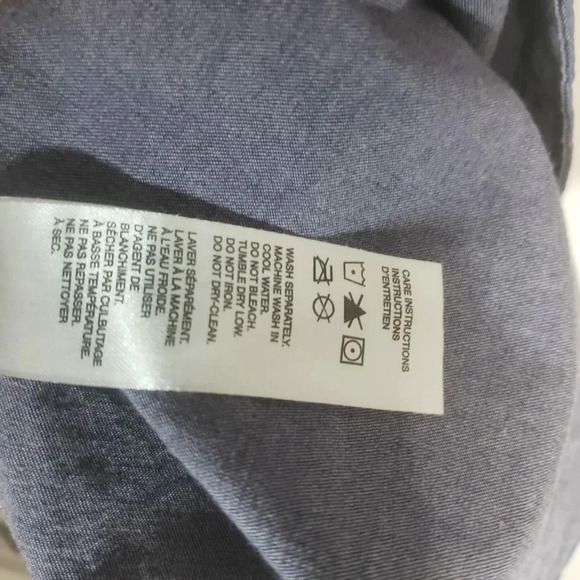 CARE INSTRUCTIONS
INSTRUCTIONS
D'ENTRETIEN
WASH SEPARATELY.
MACHINE WASH IN
COOL WATER.
DO NOT BLEACH.
TUMBLE DRY LOW.
DO NOT IRON.
DO NOT DRY-CLEAN.
LAVER SÉPARÉMENT.
LAVER À LA MACHINE
À L'EAU FROIDE.
NE PAS UTILISER
D'AGENT DE
BLANCHIMENT.
SÉCHER PAR CULBUTAGE
À BASSE TEMPÉRATURE.
NE PAS REPASSER.
NE PAS NETTOYER
À SEC.